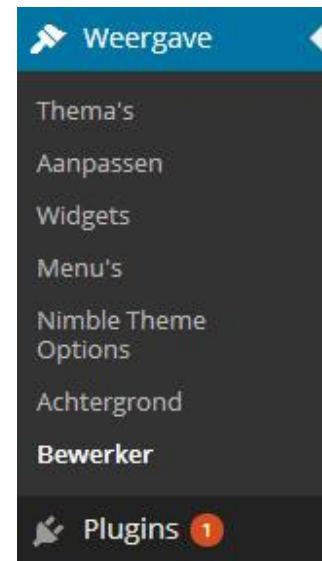 Weergave
Thema's
Aanpassen
Widgets
Menu's
Nimble Theme
Options
Achtergrond
Bewerker
Plugins 1